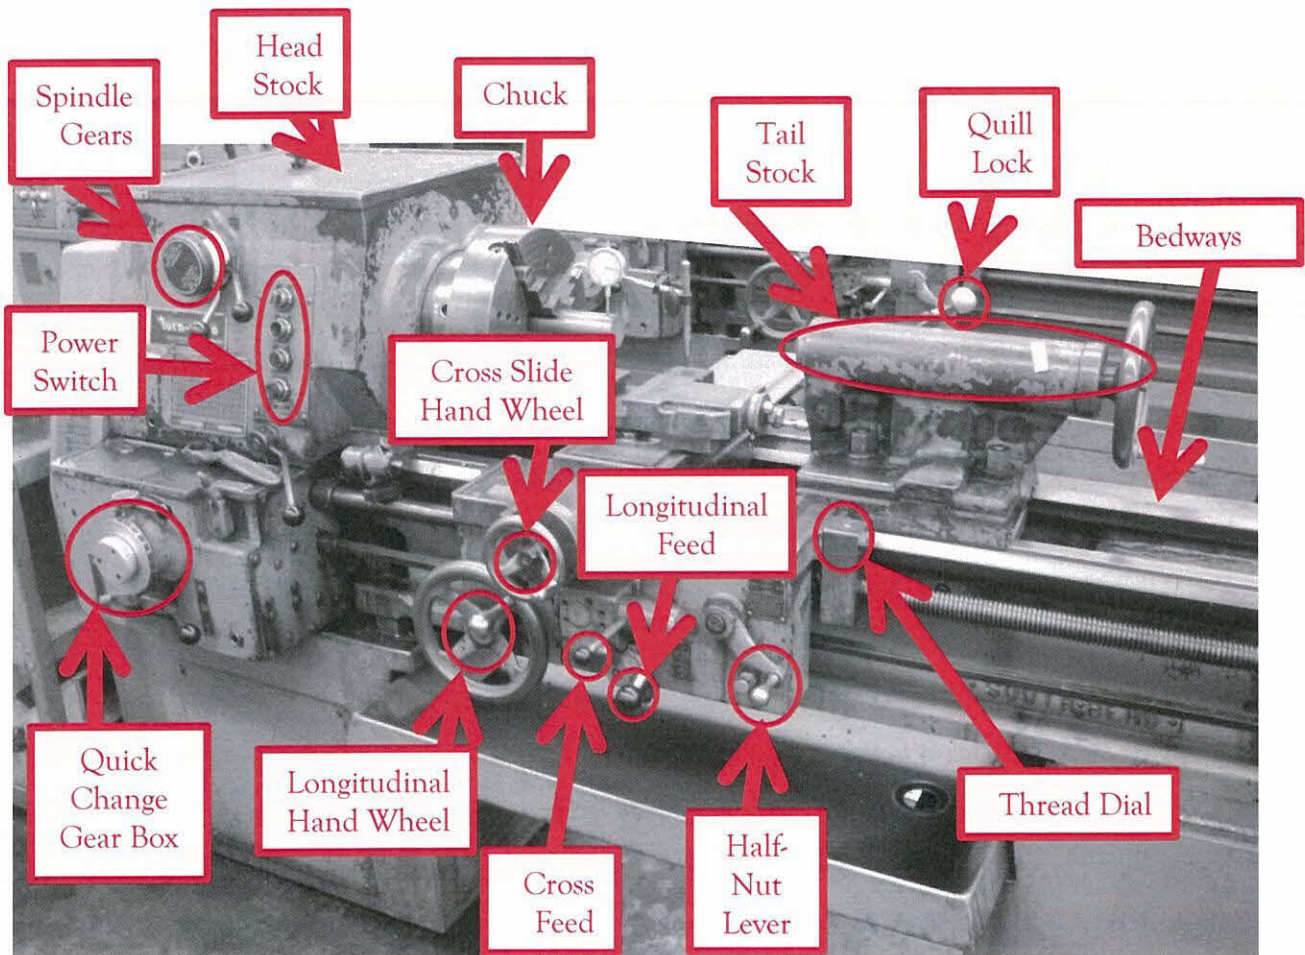 Head
Stock
Spindle
Gears
Chuck
Tail
Stock
Quill
Lock
Bedways
Power
Switch
Cross Slide
Hand Wheel
Longitudinal
Feed
Quick
Change
Gear Box
Longitudinal
Hand Wheel
Cross
Feed
Half-
Nut
Lever
Thread Dial